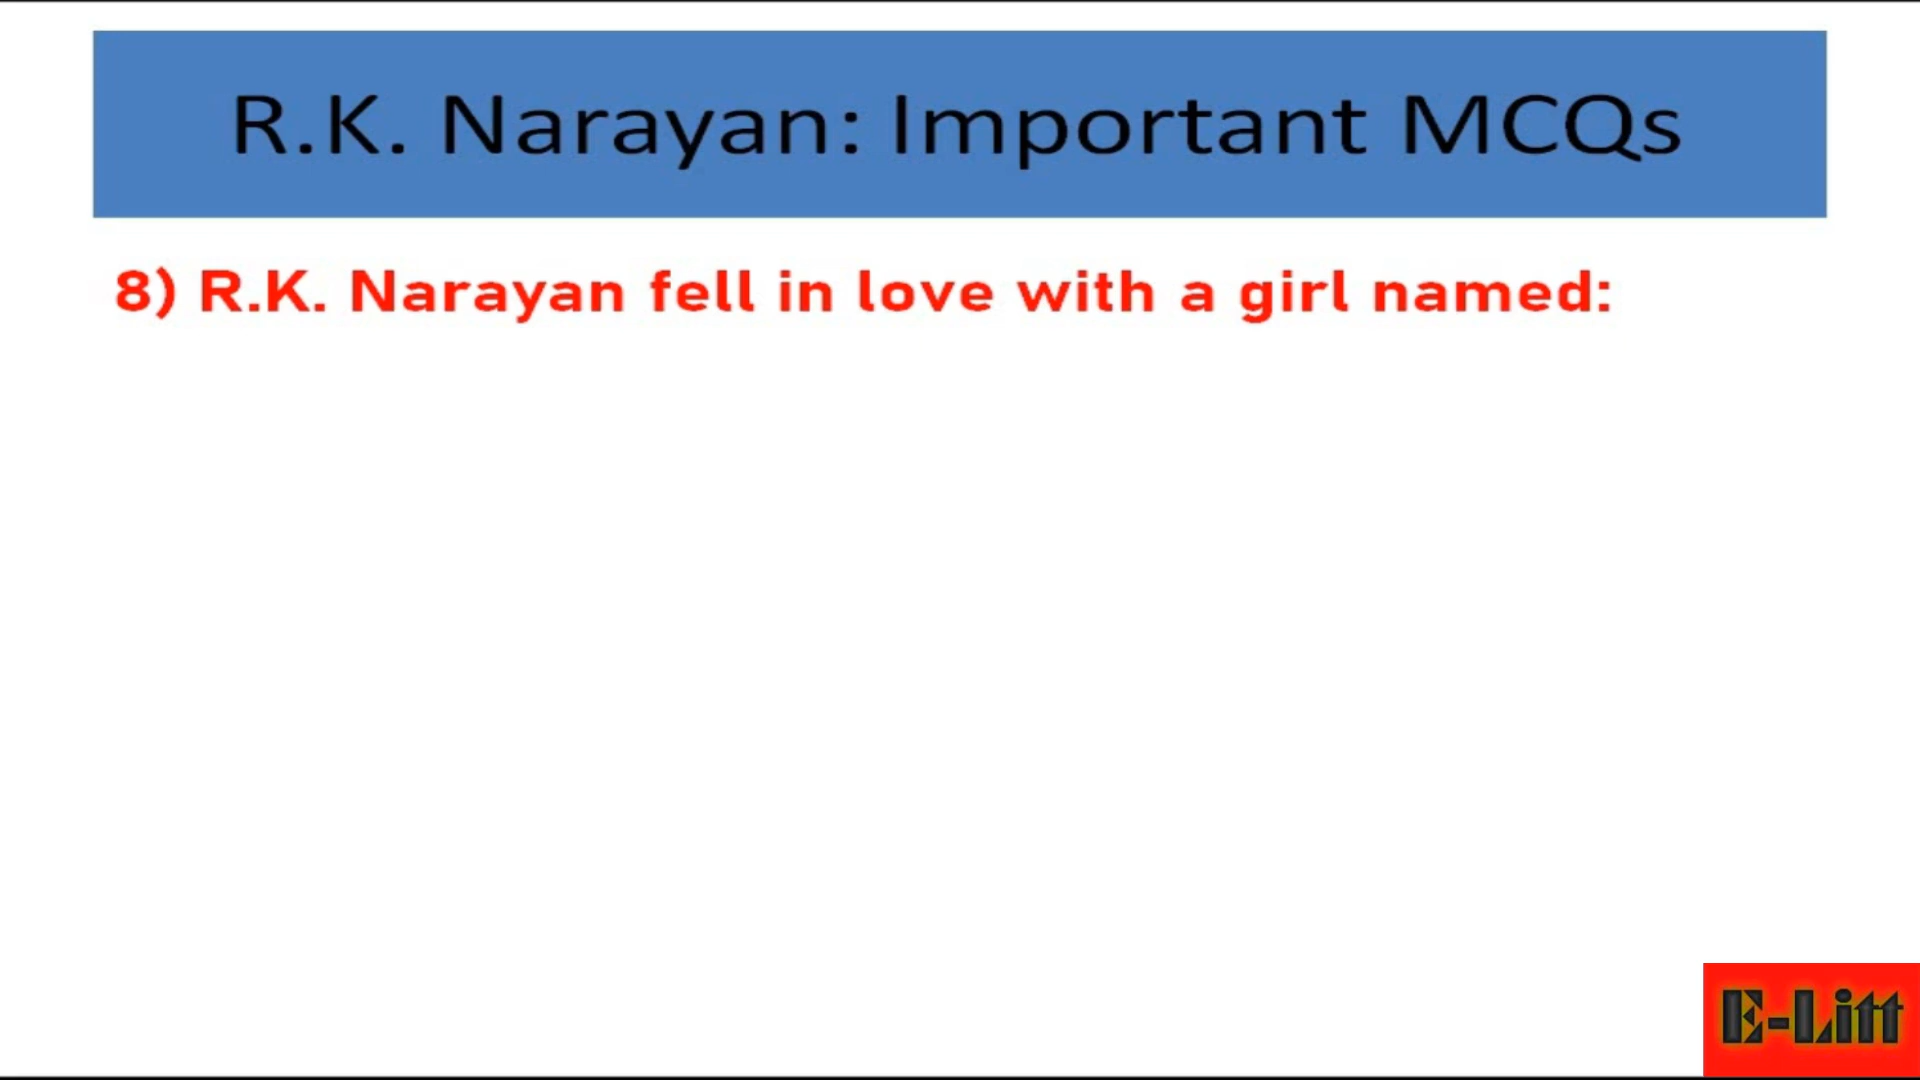 R.K. Narayan: Important MCQs
8) R.K. Narayan fell in love with a girl named:
E-Litt